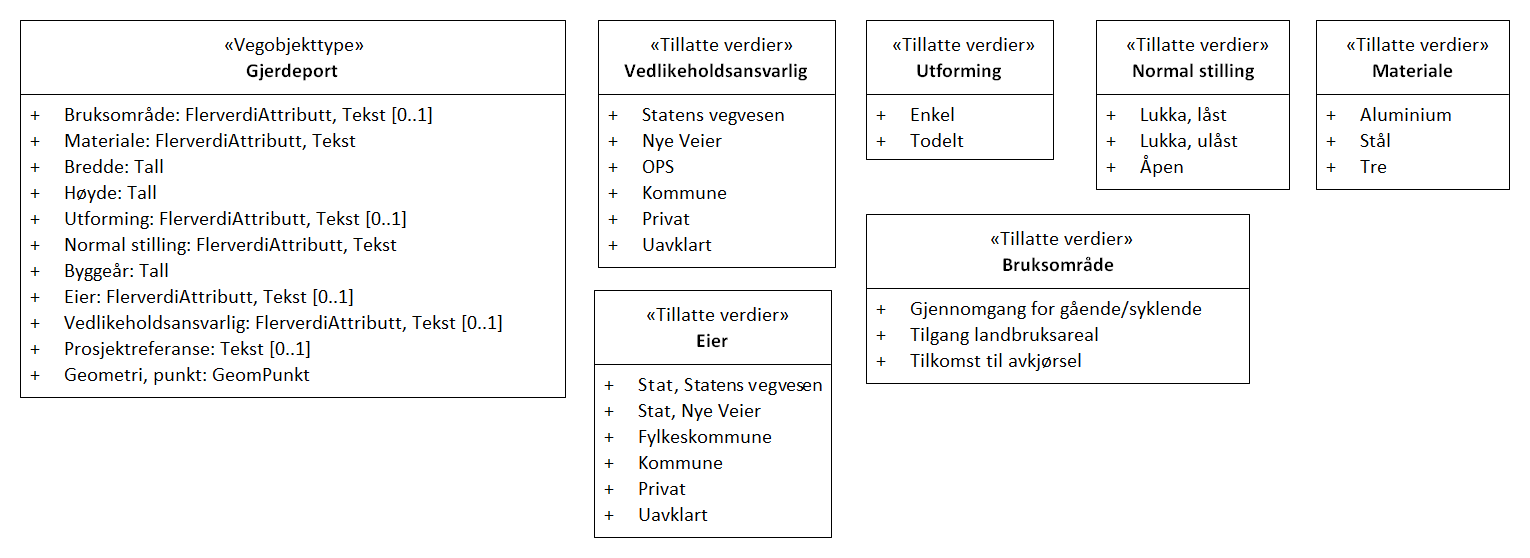 «Vegobjekttype»
Gjerdeport
+ Bruksområde: FlerverdiAttributt, Tekst [0..1]
+ Materiale: FlerverdiAttributt, Tekst
+ Bredde: Tall
+ Høyde: Tall
+ Utforming: FlerverdiAttributt, Tekst [0..1]
+ Normal stilling: FlerverdiAttributt, Tekst
+ Byggeår: Tall
+ Eier: FlerverdiAttributt, Tekst [0..1]
+ Vedlikeholdsansvarlig: FlerverdiAttributt, Tekst [0..1]
+ Prosjektreferanse: Tekst [0..1]
+ Geometri, punkt: GeomPunkt
«Tillatte verdier»
Vedlikeholdsansvarlig
+ Statens vegvesen
+ Nye Veier
+ OPS
+ Kommune
+ Privat
+ Uavklart
«Tillatte verdier»
Eier
+ Stat, Statens vegvesen
+ Stat, Nye Veier
+ Fylkeskommune
+ Kommune
+ Privat
+ Uavklart
«Tillatte verdier»
Utforming
+ Enkel
+ Todelt
«Tillatte verdier»
Normal stilling
+ Lukka, låst
+ Lukka, ulåst
+ Åpen
«Tillatte verdier»
Materiale
+ Aluminium
+ Stål
+ Tre
«Tillatte verdier»
Bruksområde
+ Gjennomgang for gående/syklende
+ Tilgang landbruksareal
+ Tilkomst til avkjørsel